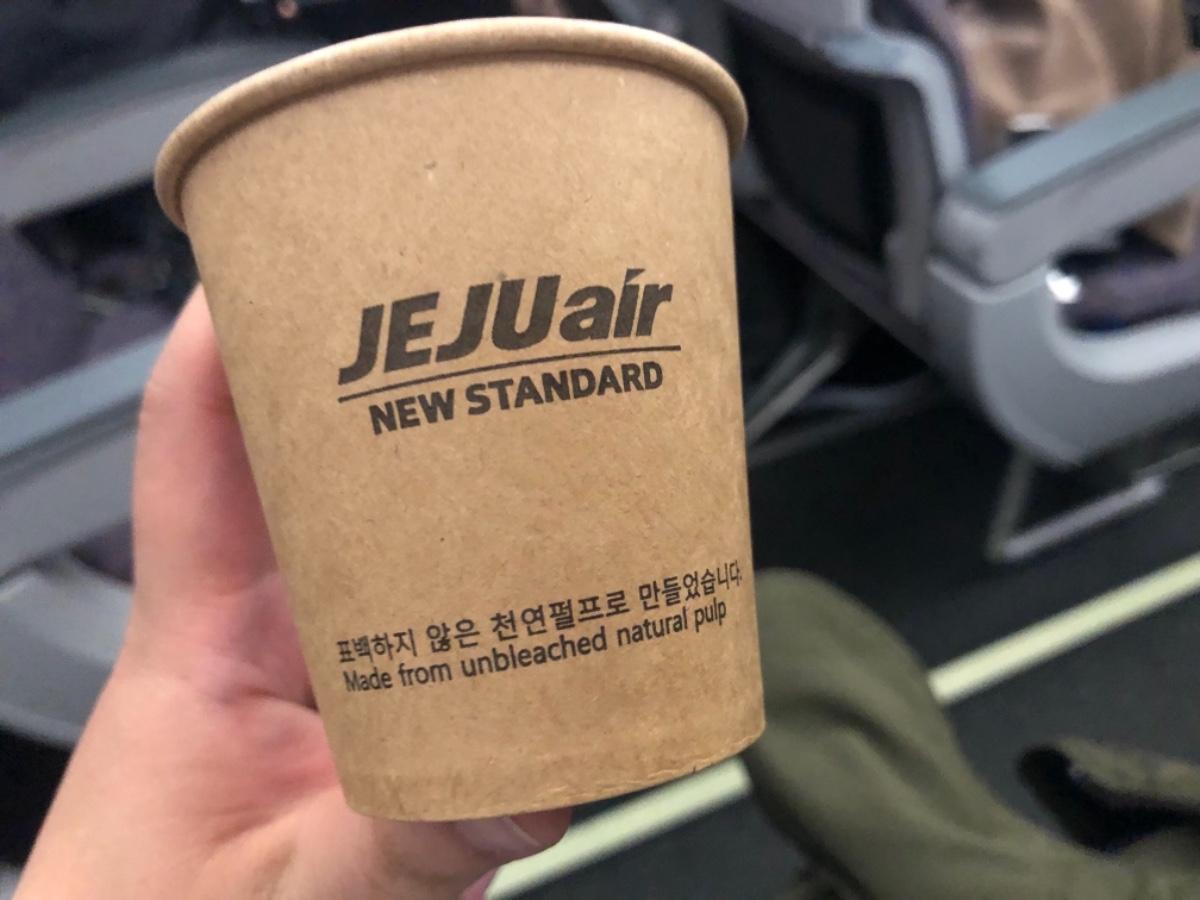 JEJUair
NEW STANDARD
표백하지 않은 천연펄프로 만들었습니다.
Made from unbleached natural pulp